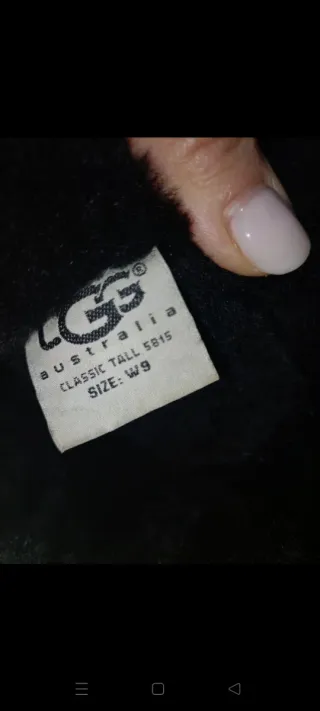 UGG®
australia
CLASSIC TALL 5815
SIZE: W9